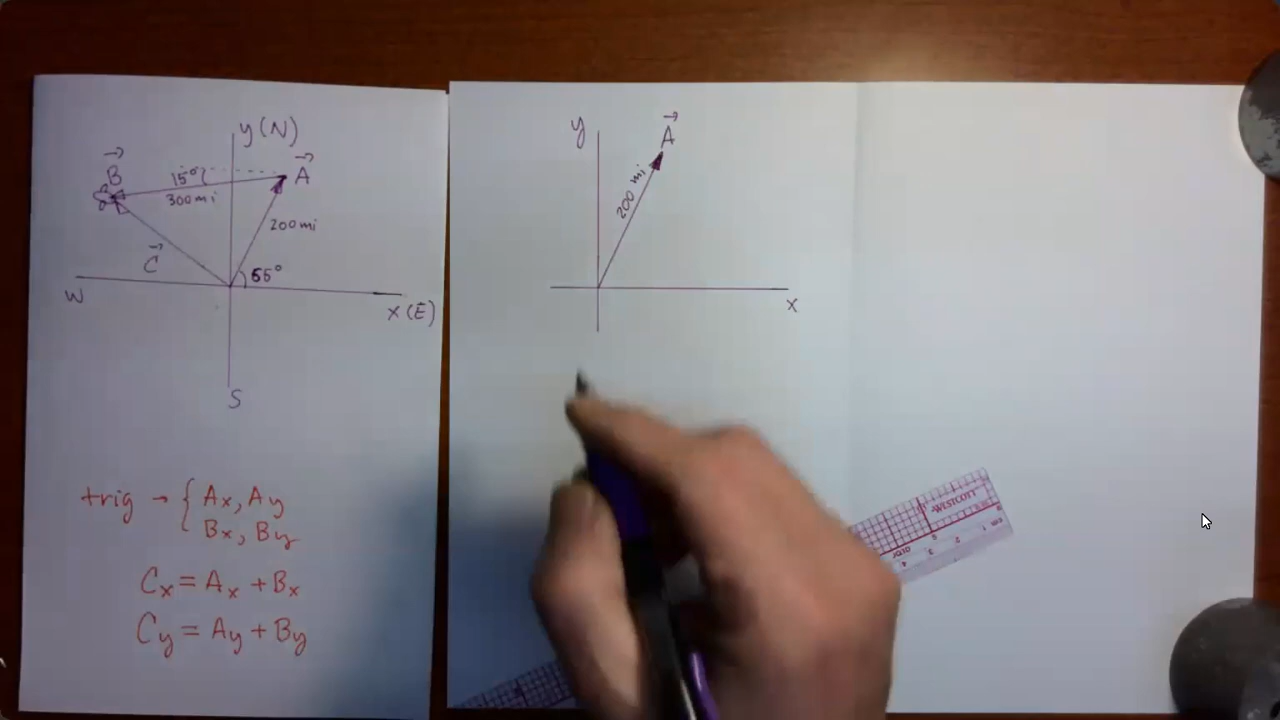 y (N)
B⃗
15°
A⃗
300 mi
200 mi
C⃗
W
X (E)
S
trig → { Ax, Ay
Bx, By
Cx = Ax + Bx
Cy = Ay + By
y
A⃗
200 mi
x
WESTCOTT